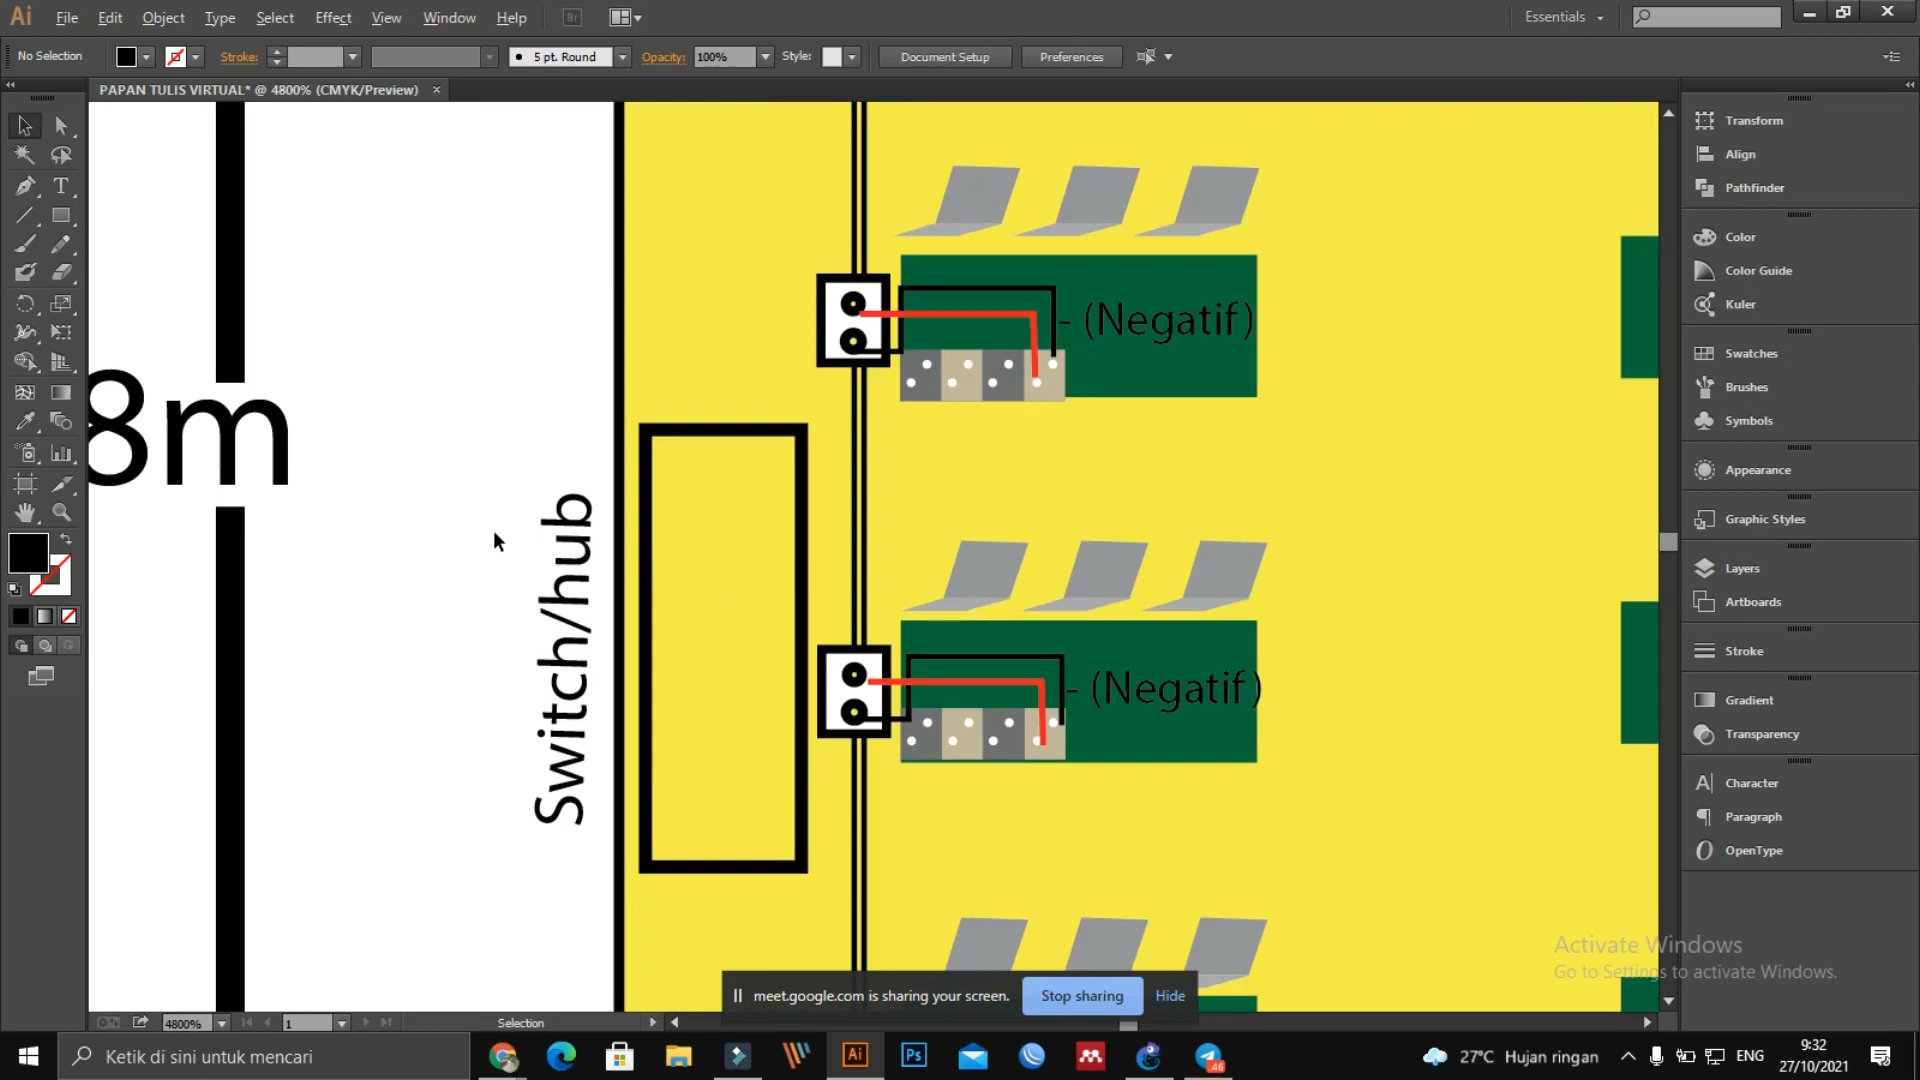 Ai File Edit Object Type Select Effect View Window Help Br Essentials
No Selection Stroke: 5 pt. Round Opacity: 100% Style: Document Setup Preferences
PAPAN TULIS VIRTUAL* @ 4800% (CMYK/Preview) ×
Transform
Align
Pathfinder
Color
Color Guide
Kuler
Swatches
Brushes
Symbols
Appearance
Graphic Styles
Layers
Artboards
Stroke
Gradient
Transparency
Character
Paragraph
OpenType
8m
Switch/hub
- (Negatif)
- (Negatif)
Activate Windows
Go to Settings to activate Windows.
meet.google.com is sharing your screen. Stop sharing Hide
4800% 1 Selection
Ketik di sini untuk mencari
Ai Ps 46
27°C Hujan ringan ENG
9:32
27/10/2021